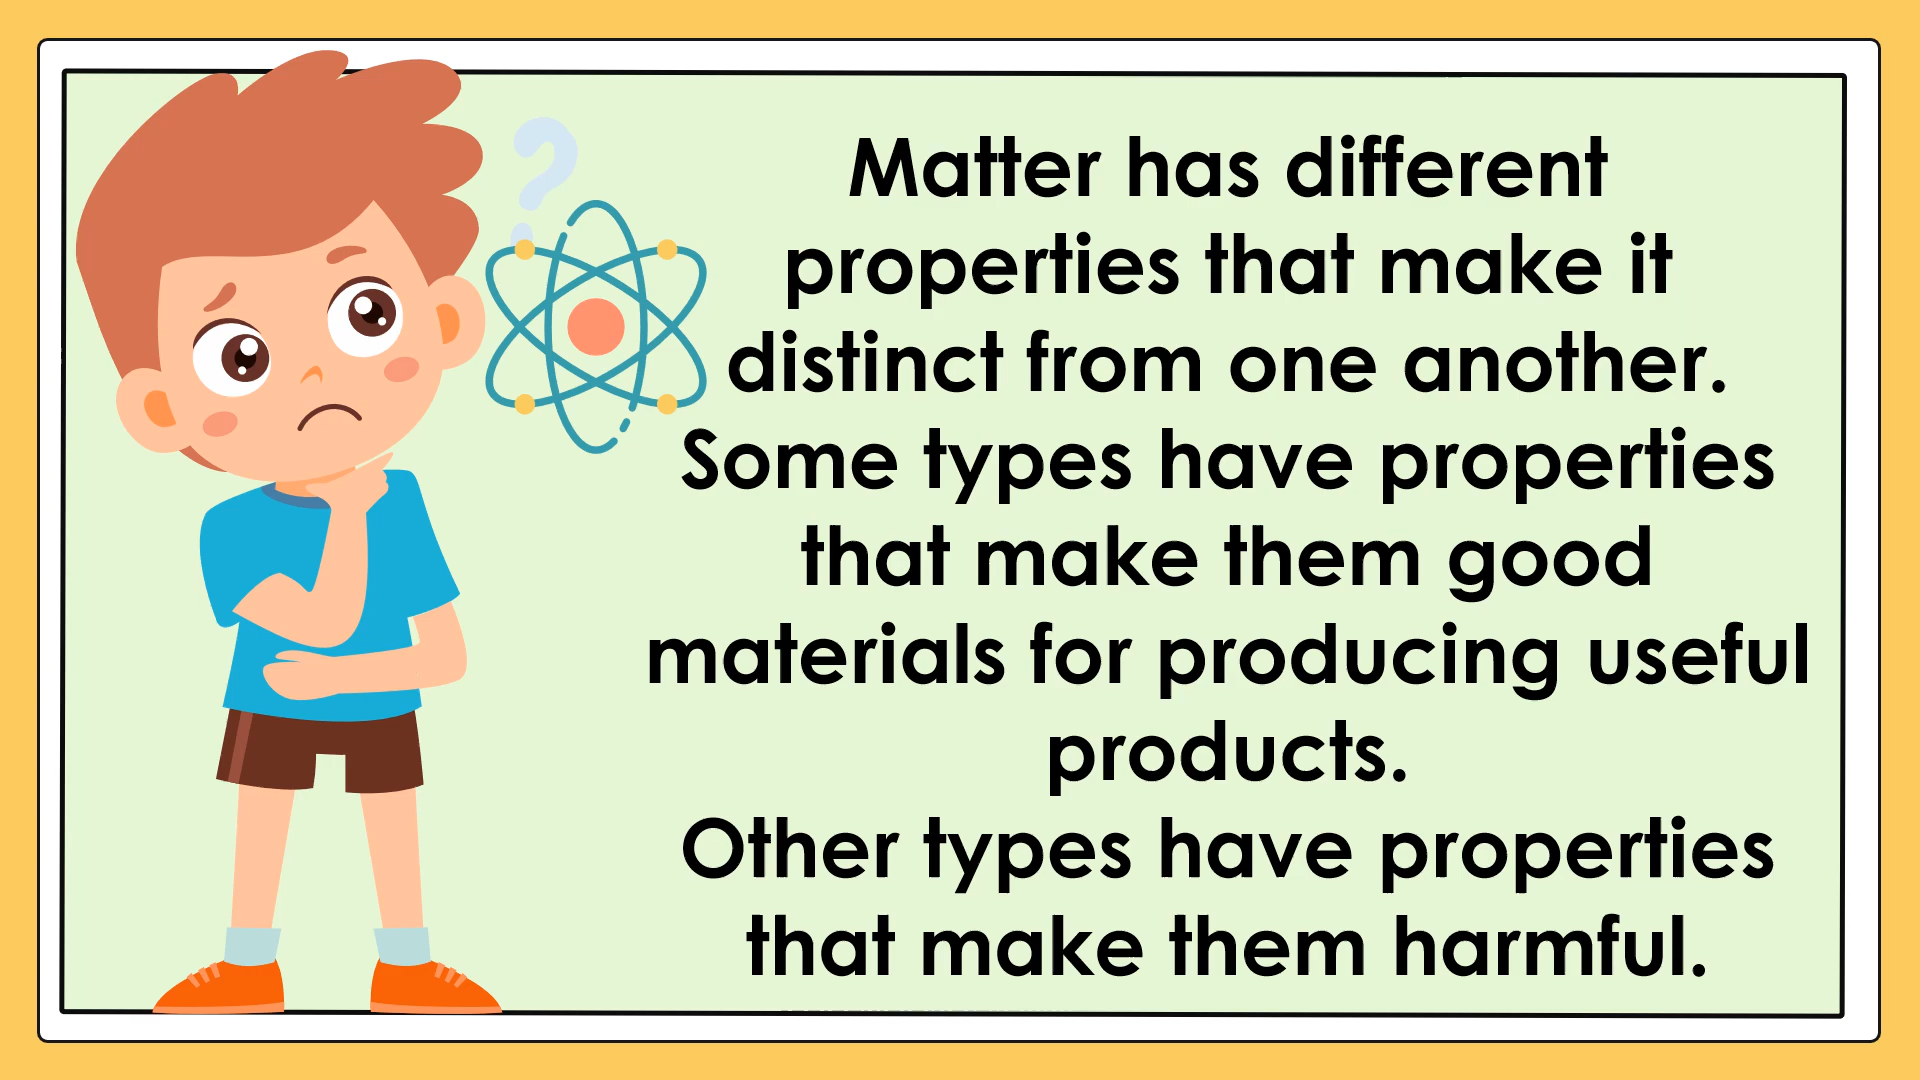 Matter has different
properties that make it
distinct from one another.
Some types have properties
that make them good
materials for producing useful
products.
Other types have properties
that make them harmful.